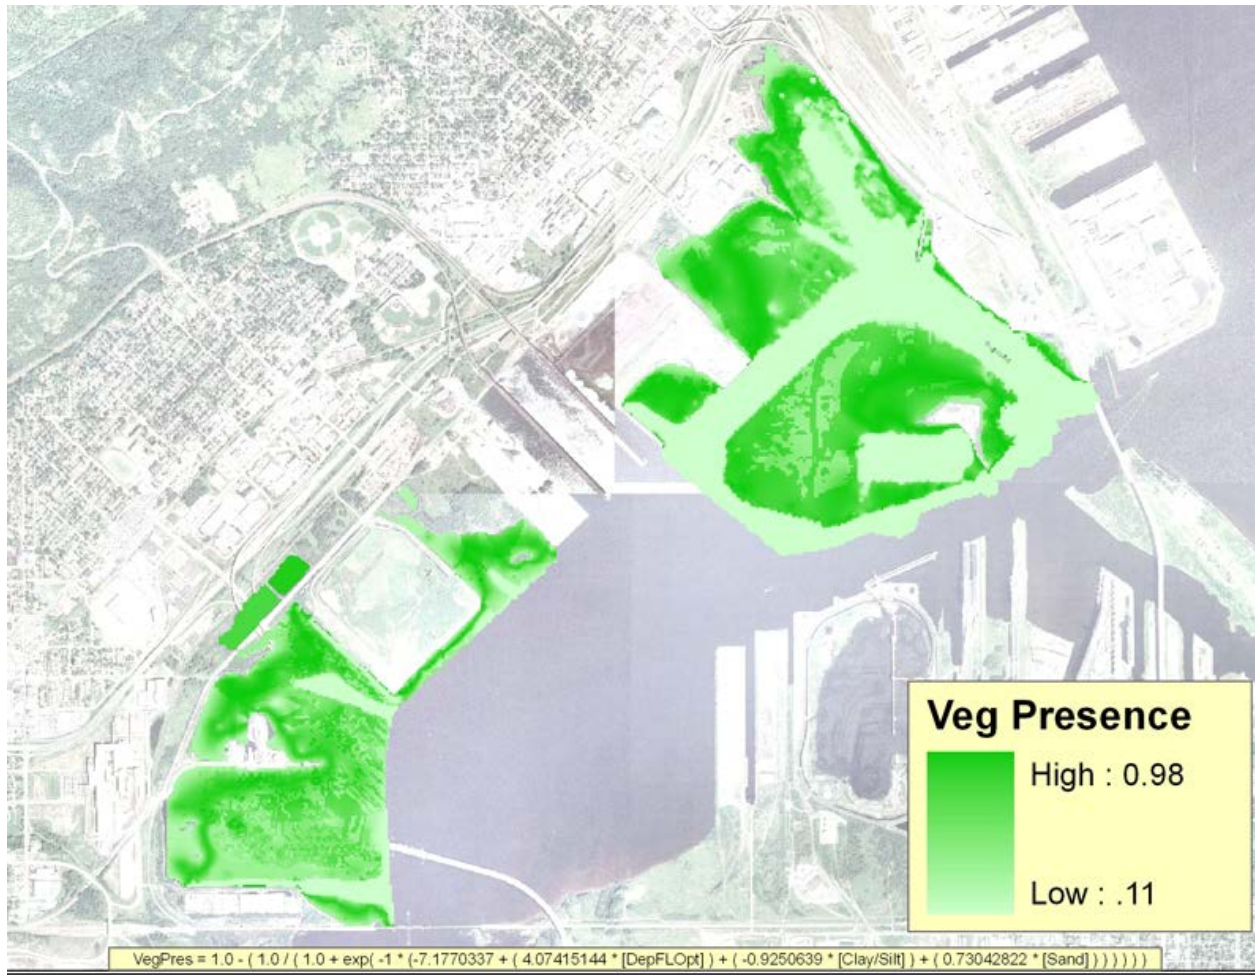 Veg Presence
High : 0.98
Low : .11
VegPres = 1.0 - ( 1.0 / ( 1.0 + exp( -1 * (-7.1770337 + ( 4.07415144 * [DepFLOpt] ) + ( -0.9250639 * [Clay/Silt] ) + ( 0.73042822 * [Sand] ) ) ) ) ) )